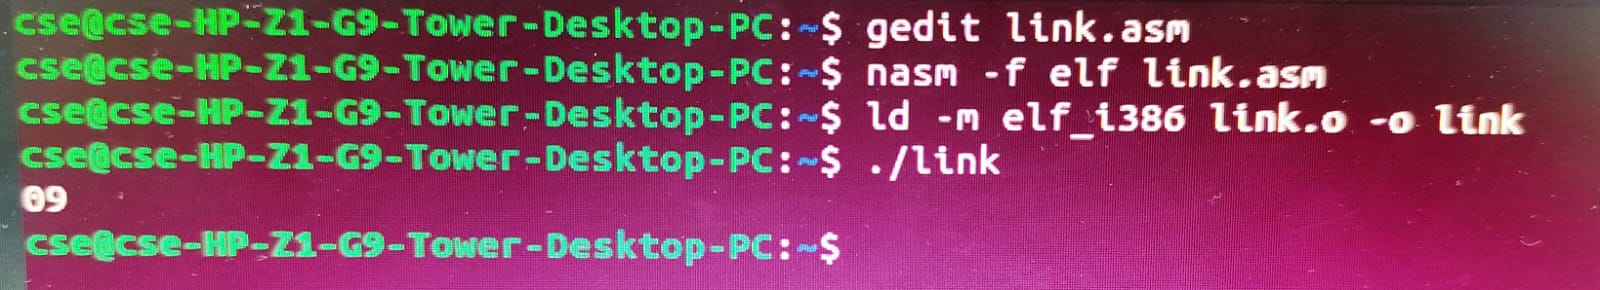 cse@cse-HP-Z1-G9-Tower-Desktop-PC:~$ gedit link.asm
cse@cse-HP-Z1-G9-Tower-Desktop-PC:~$ nasm -f elf link.asm
cse@cse-HP-Z1-G9-Tower-Desktop-PC:~$ ld -m elf_i386 link.o -o link
cse@cse-HP-Z1-G9-Tower-Desktop-PC:~$ ./link
09
cse@cse-HP-Z1-G9-Tower-Desktop-PC:~$